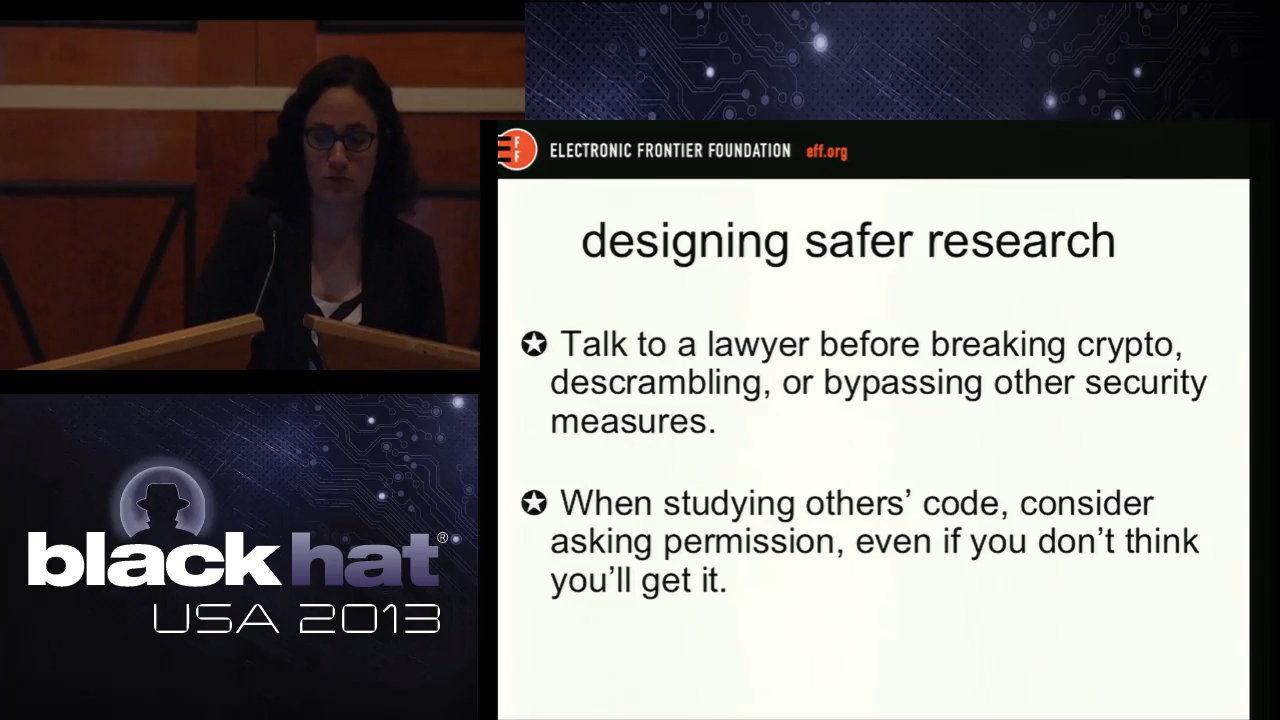 EFF
ELECTRONIC FRONTIER FOUNDATION eff.org
designing safer research
✪ Talk to a lawyer before breaking crypto,
descrambling, or bypassing other security
measures.
✪ When studying others’ code, consider
asking permission, even if you don’t think
you’ll get it.
blackhat®
USA 2013